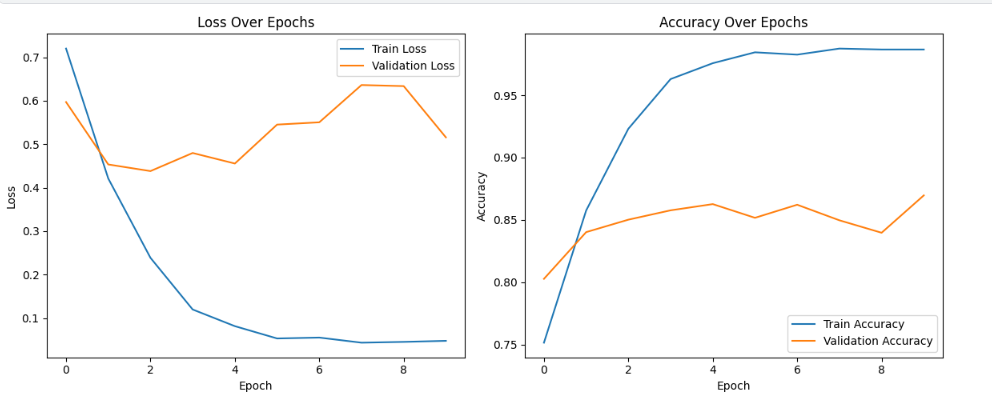 Loss Over Epochs
Train Loss
Validation Loss
0.7
0.6
0.5
0.4
0.3
0.2
0.1
Loss
0 2 4 6 8
Epoch
Accuracy Over Epochs
0.95
0.90
0.85
0.80
0.75
Accuracy
Train Accuracy
Validation Accuracy
0 2 4 6 8
Epoch